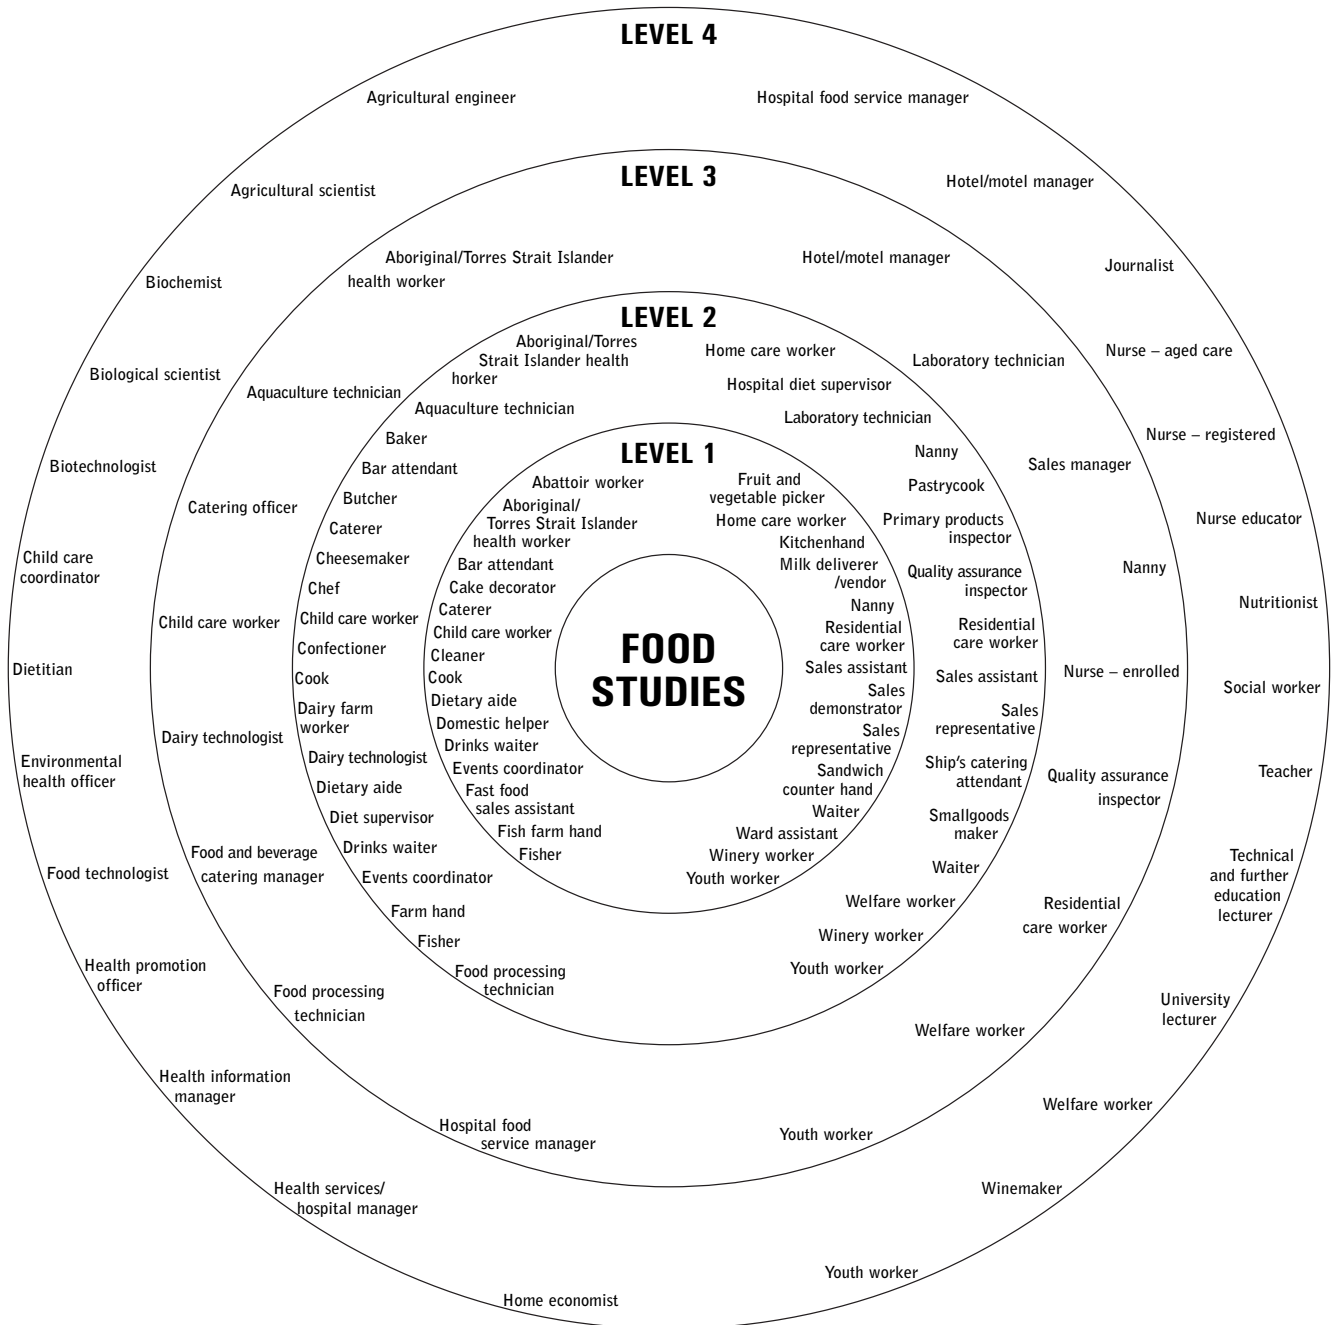 LEVEL 4
Agricultural engineer
Agricultural scientist
Biochemist
Biological scientist
Biotechnologist
Child care
coordinator
Dietitian
Environmental
health officer
Food technologist
Health promotion
officer
Health information
manager
Health services/
hospital manager
Home economist
Hospital food service manager
Hotel/motel manager
Journalist
Nurse – aged care
Nurse – registered
Nurse educator
Nutritionist
Social worker
Teacher
Technical
and further
education
lecturer
University
lecturer
Welfare worker
Winemaker
Youth worker
LEVEL 3
Aboriginal/Torres Strait Islander
health worker
Aquaculture technician
Catering officer
Child care worker
Dairy technologist
Food and beverage
catering manager
Food processing
technician
Hospital food
service manager
Hotel/motel manager
Laboratory technician
Sales manager
Nanny
Nurse – enrolled
Quality assurance
inspector
Residential
care worker
Welfare worker
Youth worker
LEVEL 2
Aboriginal/Torres
Strait Islander health
horker
Aquaculture technician
Baker
Bar attendant
Butcher
Caterer
Cheesemaker
Chef
Child care worker
Confectioner
Cook
Dairy farm
worker
Dairy technologist
Dietary aide
Diet supervisor
Drinks waiter
Events coordinator
Farm hand
Fisher
Food processing
technician
Home care worker
Hospital diet supervisor
Laboratory technician
Nanny
Pastrycook
Primary products
inspector
Quality assurance
inspector
Residential
care worker
Sales assistant
Sales
representative
Ship's catering
attendant
Smallgoods
maker
Waiter
Welfare worker
Winery worker
Youth worker
LEVEL 1
Abattoir worker
Aboriginal/
Torres Strait Islander
health worker
Bar attendant
Cake decorator
Caterer
Child care worker
Cleaner
Cook
Dietary aide
Domestic helper
Drinks waiter
Events coordinator
Fast food
sales assistant
Fish farm hand
Fisher
Fruit and
vegetable picker
Home care worker
Kitchenhand
Milk deliverer
/vendor
Nanny
Residential
care worker
Sales assistant
Sales
demonstrator
Sales
representative
Sandwich
counter hand
Waiter
Ward assistant
Winery worker
Youth worker
FOOD
STUDIES